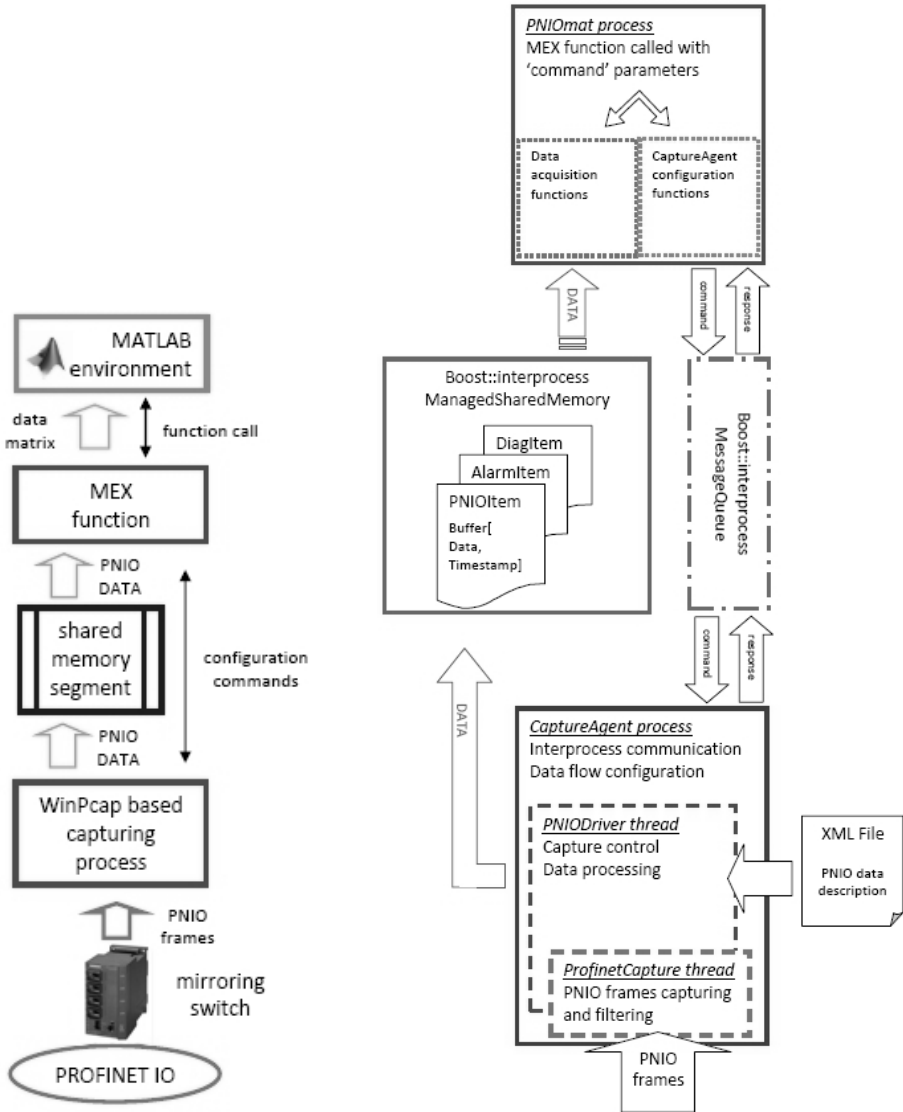 MATLAB
environment
data
matrix
function call
MEX
function
PNIO
DATA
shared
memory
segment
configuration
commands
PNIO
DATA
WinPcap based
capturing
process
PNIO
frames
mirroring
switch
PROFINET IO
PNIOmat process
MEX function called with
‘command’ parameters
Data
acquisition
functions
CaptureAgent
configuration
functions
DATA
command
response
Boost::interprocess
ManagedSharedMemory
DiagItem
AlarmItem
PNIOItem
Buffer[
Data,
Timestamp]
Boost::interprocess
MessageQueue
command
response
DATA
CaptureAgent process
Interprocess communication
Data flow configuration
PNIODriver thread
Capture control
Data processing
XML File
PNIO data
description
ProfinetCapture thread
PNIO frames capturing
and filtering
PNIO
frames